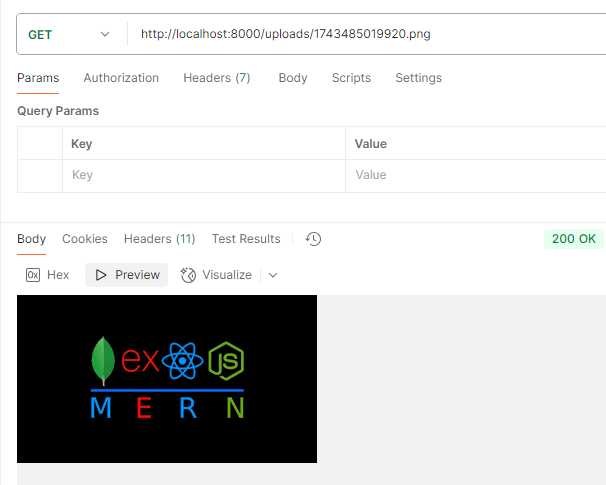 GET http://localhost:8000/uploads/1743485019920.png
Params Authorization Headers (7) Body Scripts Settings
Query Params
Key Value
Key Value
Body Cookies Headers (11) Test Results 200 OK
0x Hex Preview Visualize
ex JS
M E R N